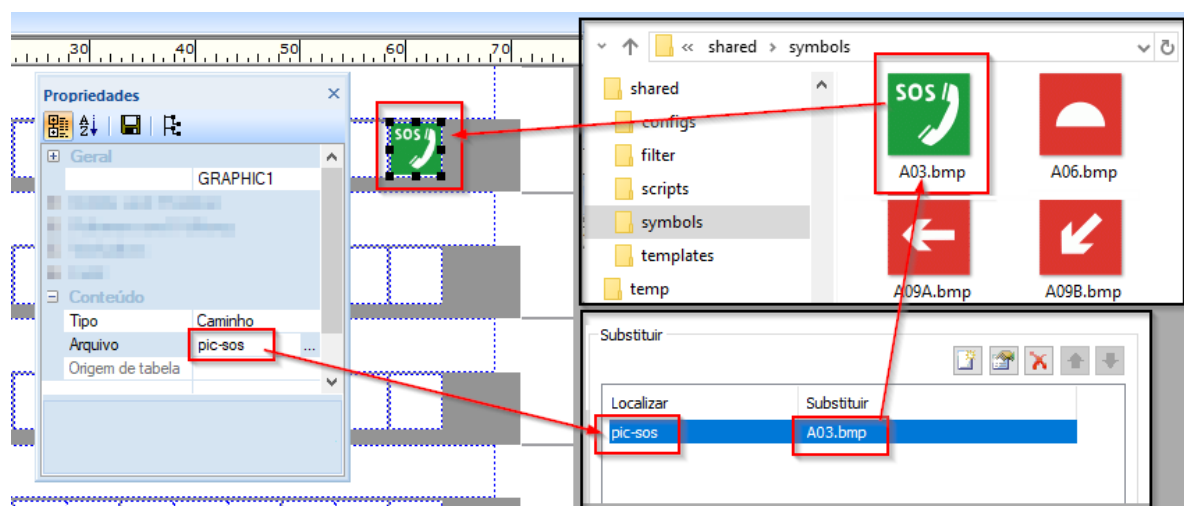 30 40 50 60 70
Propriedades ×
Geral
GRAPHIC1
Conteúdo
Tipo Caminho
Arquivo pic-sos ...
Origem de tabela
SOS
« shared > symbols
shared
configs
filter
scripts
symbols
templates
temp
SOS
A03.bmp A06.bmp
A09A.bmp A09B.bmp
Substituir
Localizar Substituir
pic-sos A03.bmp